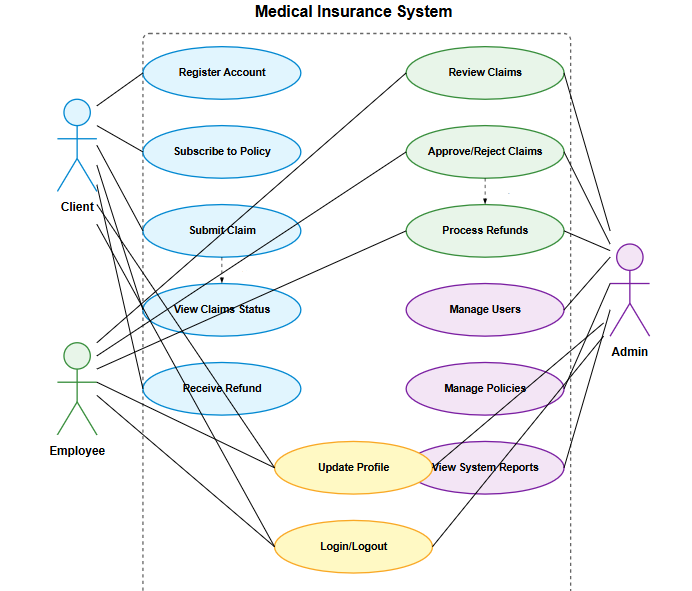 Medical Insurance System
Register Account
Review Claims
Subscribe to Policy
Approve/Reject Claims
Client
Submit Claim
Process Refunds
View Claims Status
Manage Users
Admin
Receive Refund
Manage Policies
Employee
Update Profile
View System Reports
Login/Logout